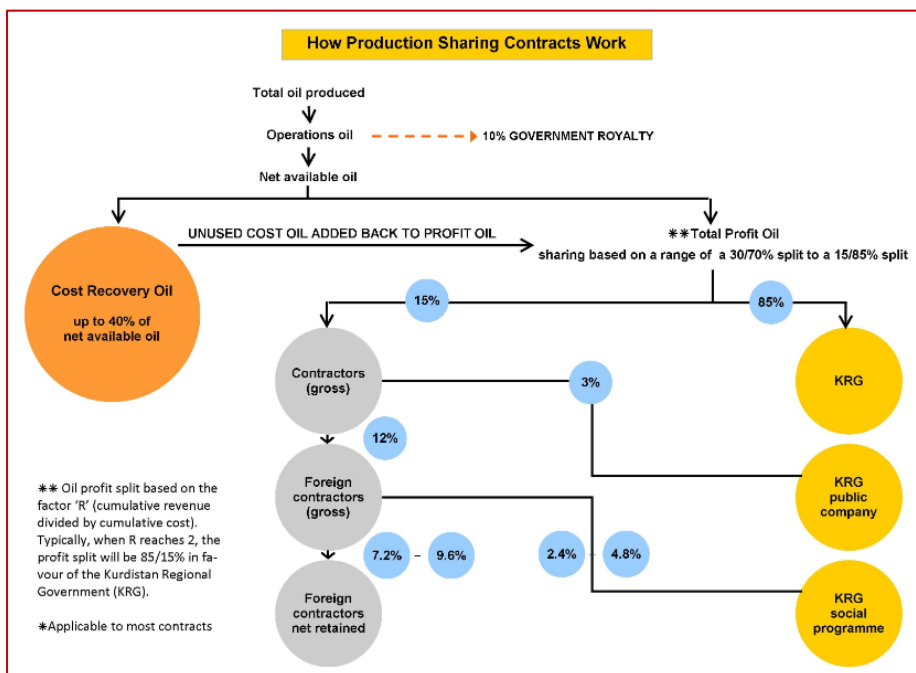 How Production Sharing Contracts Work
Total oil produced
Operations oil
10% GOVERNMENT ROYALTY
Net available oil
UNUSED COST OIL ADDED BACK TO PROFIT OIL
**Total Profit Oil
sharing based on a range of a 30/70% split to a 15/85% split
Cost Recovery Oil
up to 40% of
net available oil
15%
85%
Contractors
(gross)
3%
KRG
12%
Foreign
contractors
(gross)
KRG
public
company
7.2% – 9.6%
2.4% – 4.8%
Foreign
contractors
net retained
KRG
social
programme
** Oil profit split based on the
factor ‘R’ (cumulative revenue
divided by cumulative cost).
Typically, when R reaches 2, the
profit split will be 85/15% in fa-
vour of the Kurdistan Regional
Government (KRG).
*Applicable to most contracts